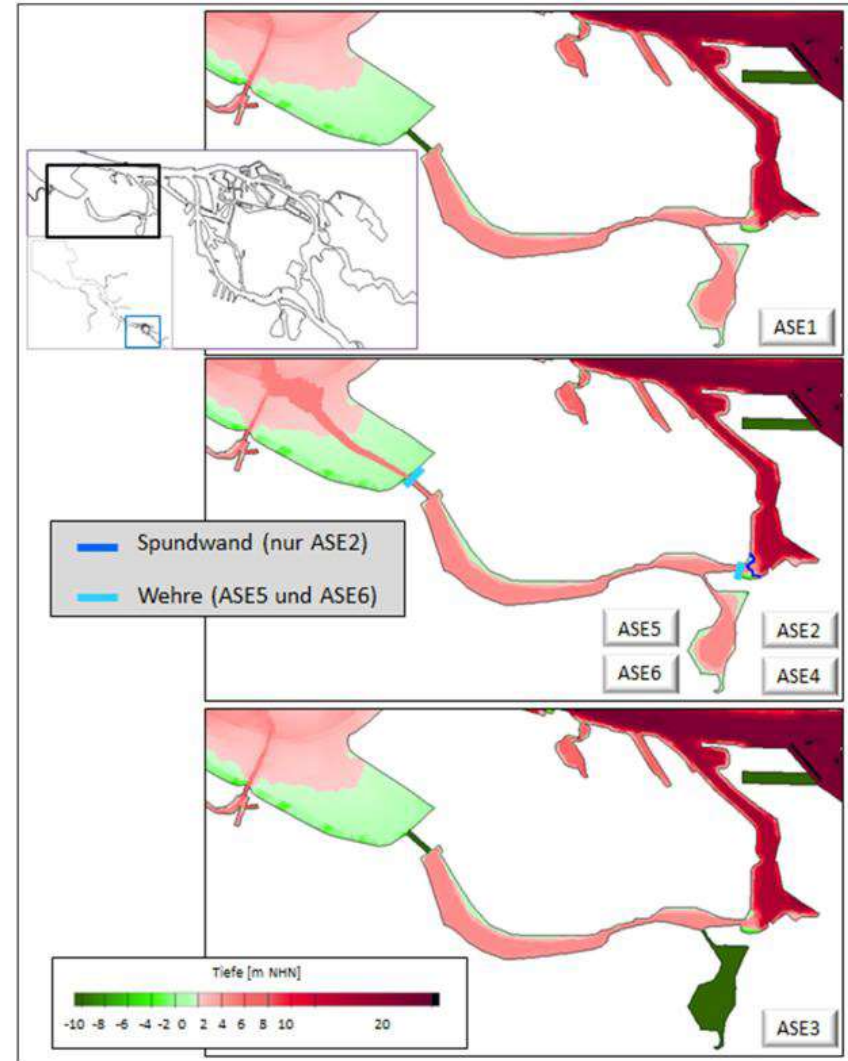 ASE1
Spundwand (nur ASE2)
Wehre (ASE5 und ASE6)
ASE5
ASE2
ASE6
ASE4
Tiefe [m NHN]
-10 -8 -6 -4 -2 0 2 4 6 8 10 20
ASE3